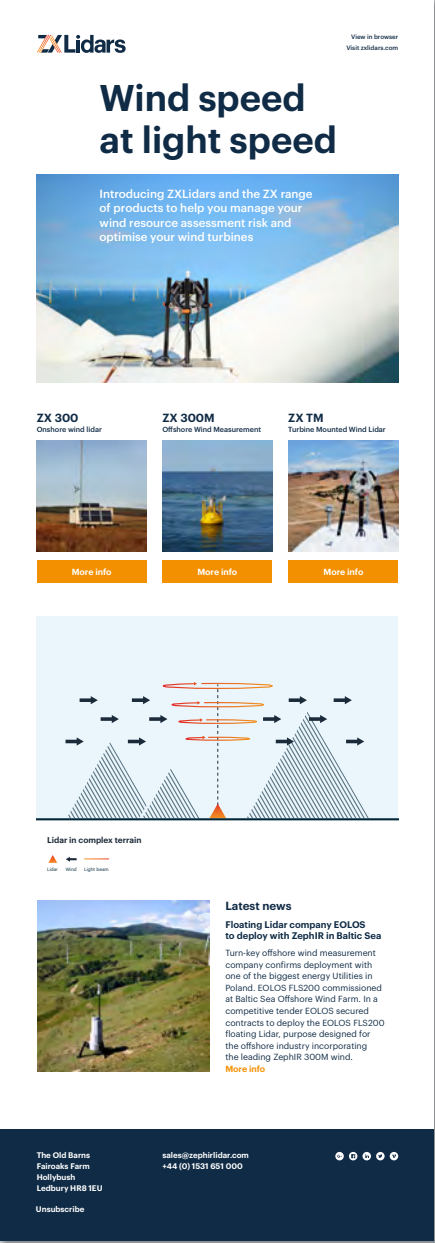 ZXLidars
View in browser
Visit zxlidars.com
Wind speed
at light speed
Introducing ZXLidars and the ZX range
of products to help you manage your
wind resource assessment risk and
optimise your wind turbines
ZX 300
Onshore wind lidar
ZX 300M
Offshore Wind Measurement
ZX TM
Turbine Mounted Wind Lidar
More info
More info
More info
Lidar in complex terrain
Lidar
Wind
Light beam
Latest news
Floating Lidar company EOLOS
to deploy with ZephIR in Baltic Sea
Turn-key offshore wind measurement
company confirms deployment with
one of the biggest energy Utilities in
Poland. EOLOS FLS200 commissioned
at Baltic Sea Offshore Wind Farm. In a
competitive tender EOLOS secured
contracts to deploy the EOLOS FLS200
floating Lidar, purpose designed for
the offshore industry incorporating
the leading ZephIR 300M wind.
More info
The Old Barns
Fairoaks Farm
Hollybush
Ledbury HR8 1EU
sales@zephirlidar.com
+44 (0) 1531 651 000
Unsubscribe